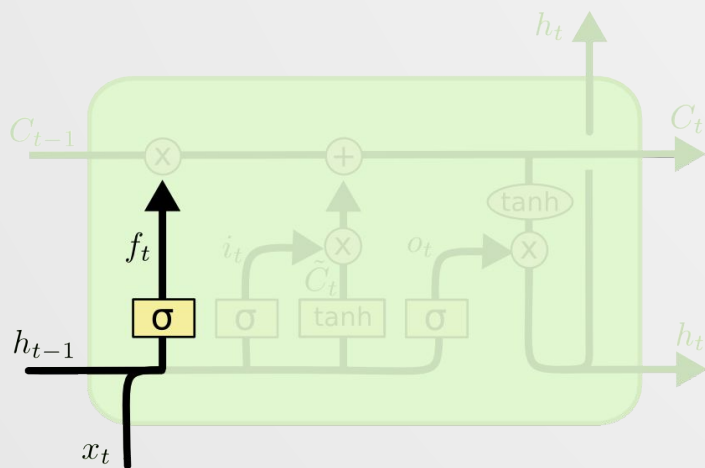 h_t
C_{t-1}
C_t
x
+
tanh
f_t
i_t
x
o_t
x
C̃_t
σ
σ
tanh
σ
h_{t-1}
h_t
x_t